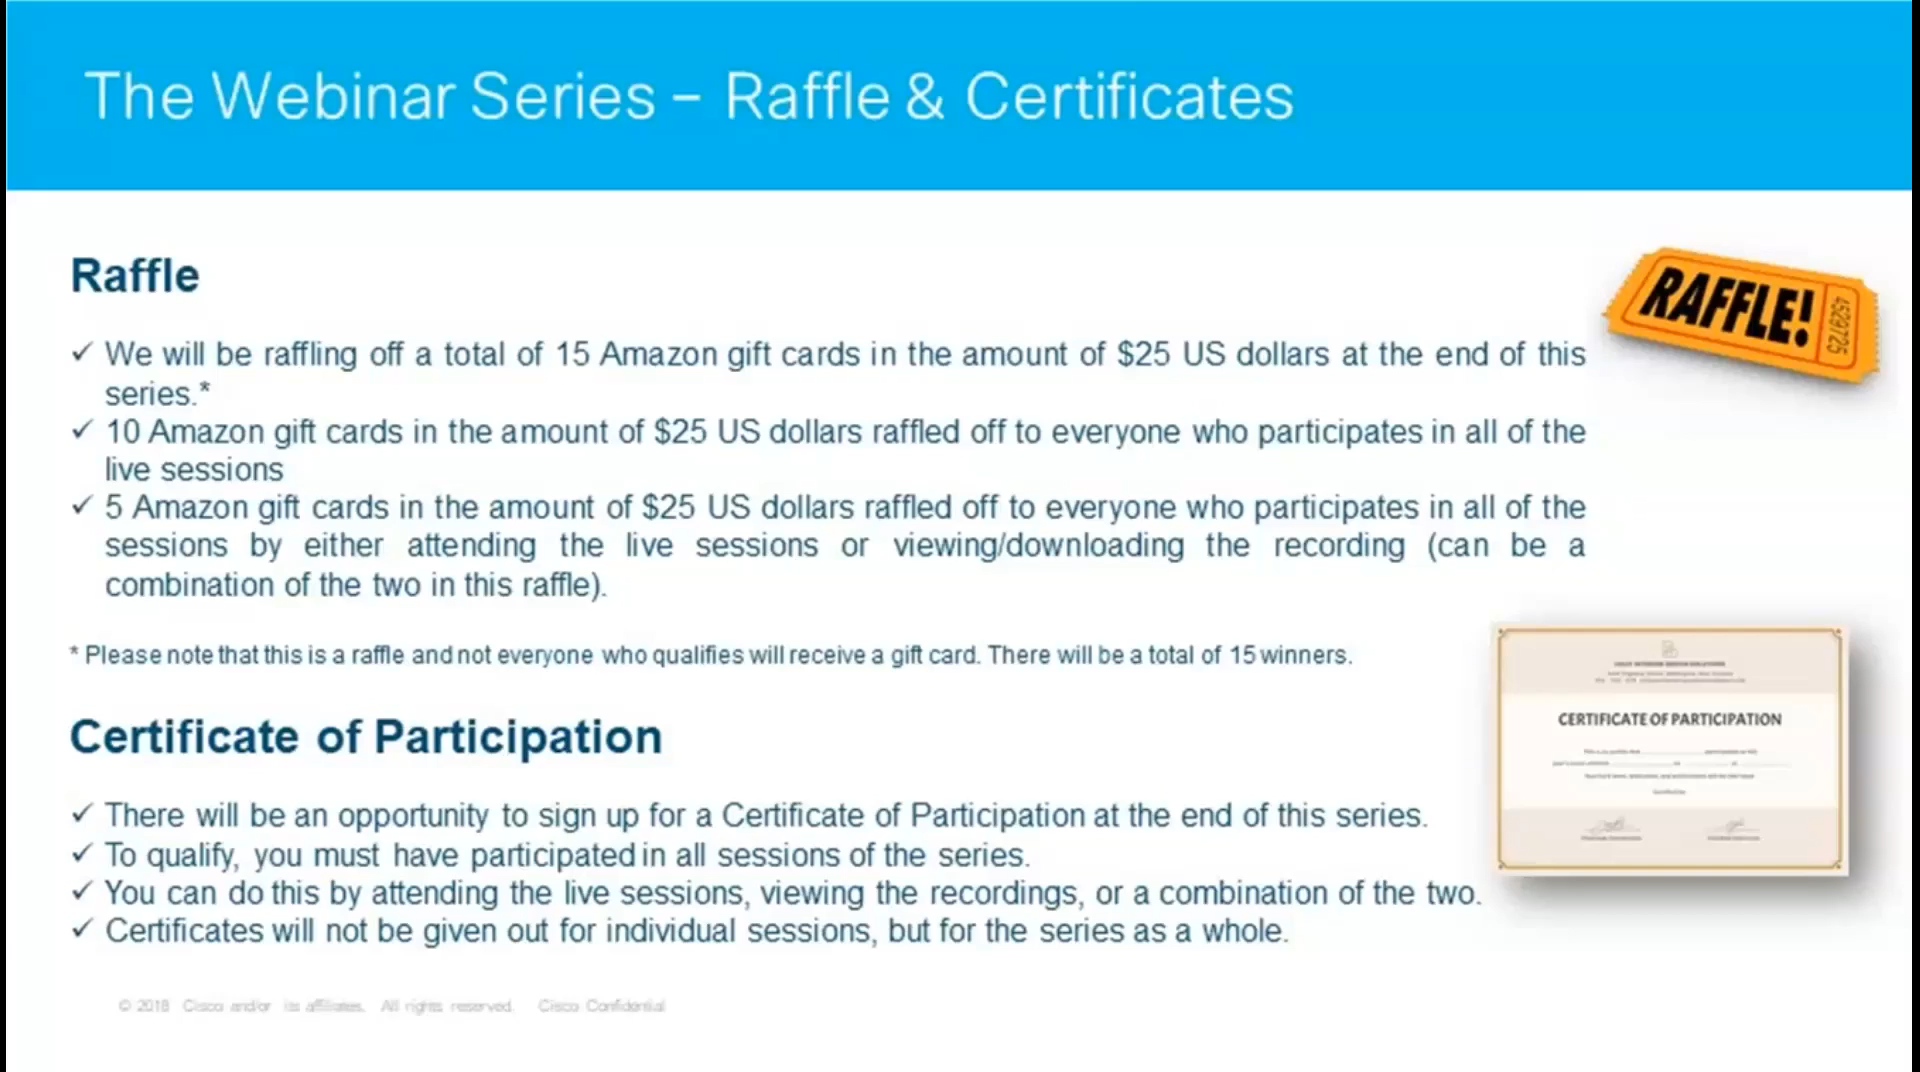 The Webinar Series – Raffle & Certificates
Raffle
RAFFLE!
4529725
✓ We will be raffling off a total of 15 Amazon gift cards in the amount of $25 US dollars at the end of this
series.*
✓ 10 Amazon gift cards in the amount of $25 US dollars raffled off to everyone who participates in all of the
live sessions
✓ 5 Amazon gift cards in the amount of $25 US dollars raffled off to everyone who participates in all of the
sessions by either attending the live sessions or viewing/downloading the recording (can be a
combination of the two in this raffle).
* Please note that this is a raffle and not everyone who qualifies will receive a gift card. There will be a total of 15 winners.
CERTIFICATE OF PARTICIPATION
Certificate of Participation
✓ There will be an opportunity to sign up for a Certificate of Participation at the end of this series.
✓ To qualify, you must have participated in all sessions of the series.
✓ You can do this by attending the live sessions, viewing the recordings, or a combination of the two.
✓ Certificates will not be given out for individual sessions, but for the series as a whole.
© 2018 Cisco and/or its affiliates. All rights reserved. Cisco Confidential